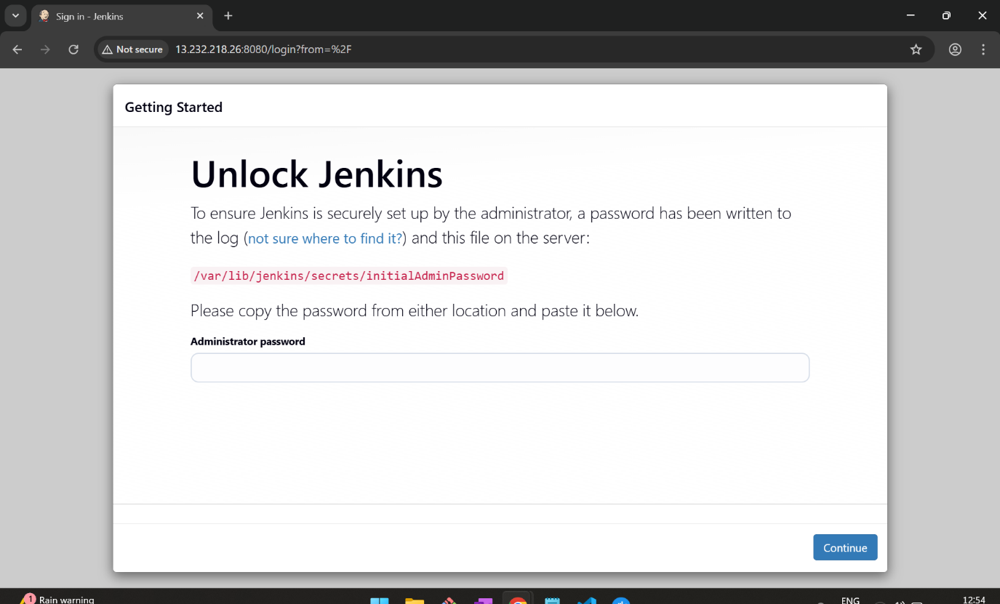 Sign in - Jenkins
Not secure
13.232.218.26:8080/login?from=%2F
Getting Started
Unlock Jenkins
To ensure Jenkins is securely set up by the administrator, a password has been written to
the log (not sure where to find it?) and this file on the server:
/var/lib/jenkins/secrets/initialAdminPassword
Please copy the password from either location and paste it below.
Administrator password
Continue
1
Rain warning
ENG
12:54